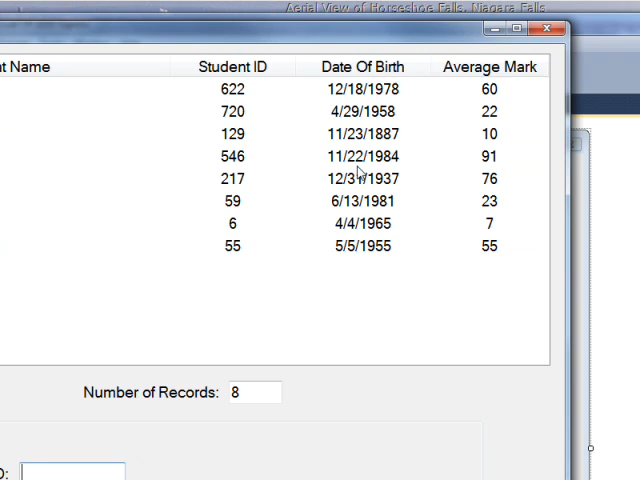 Aerial View of Horseshoe Falls, Niagara Falls
nt Name Student ID Date Of Birth Average Mark
622 12/18/1978 60
720 4/29/1958 22
129 11/23/1887 10
546 11/22/1984 91
217 12/31/1937 76
59 6/13/1981 23
6 4/4/1965 7
55 5/5/1955 55
Number of Records: 8
D: